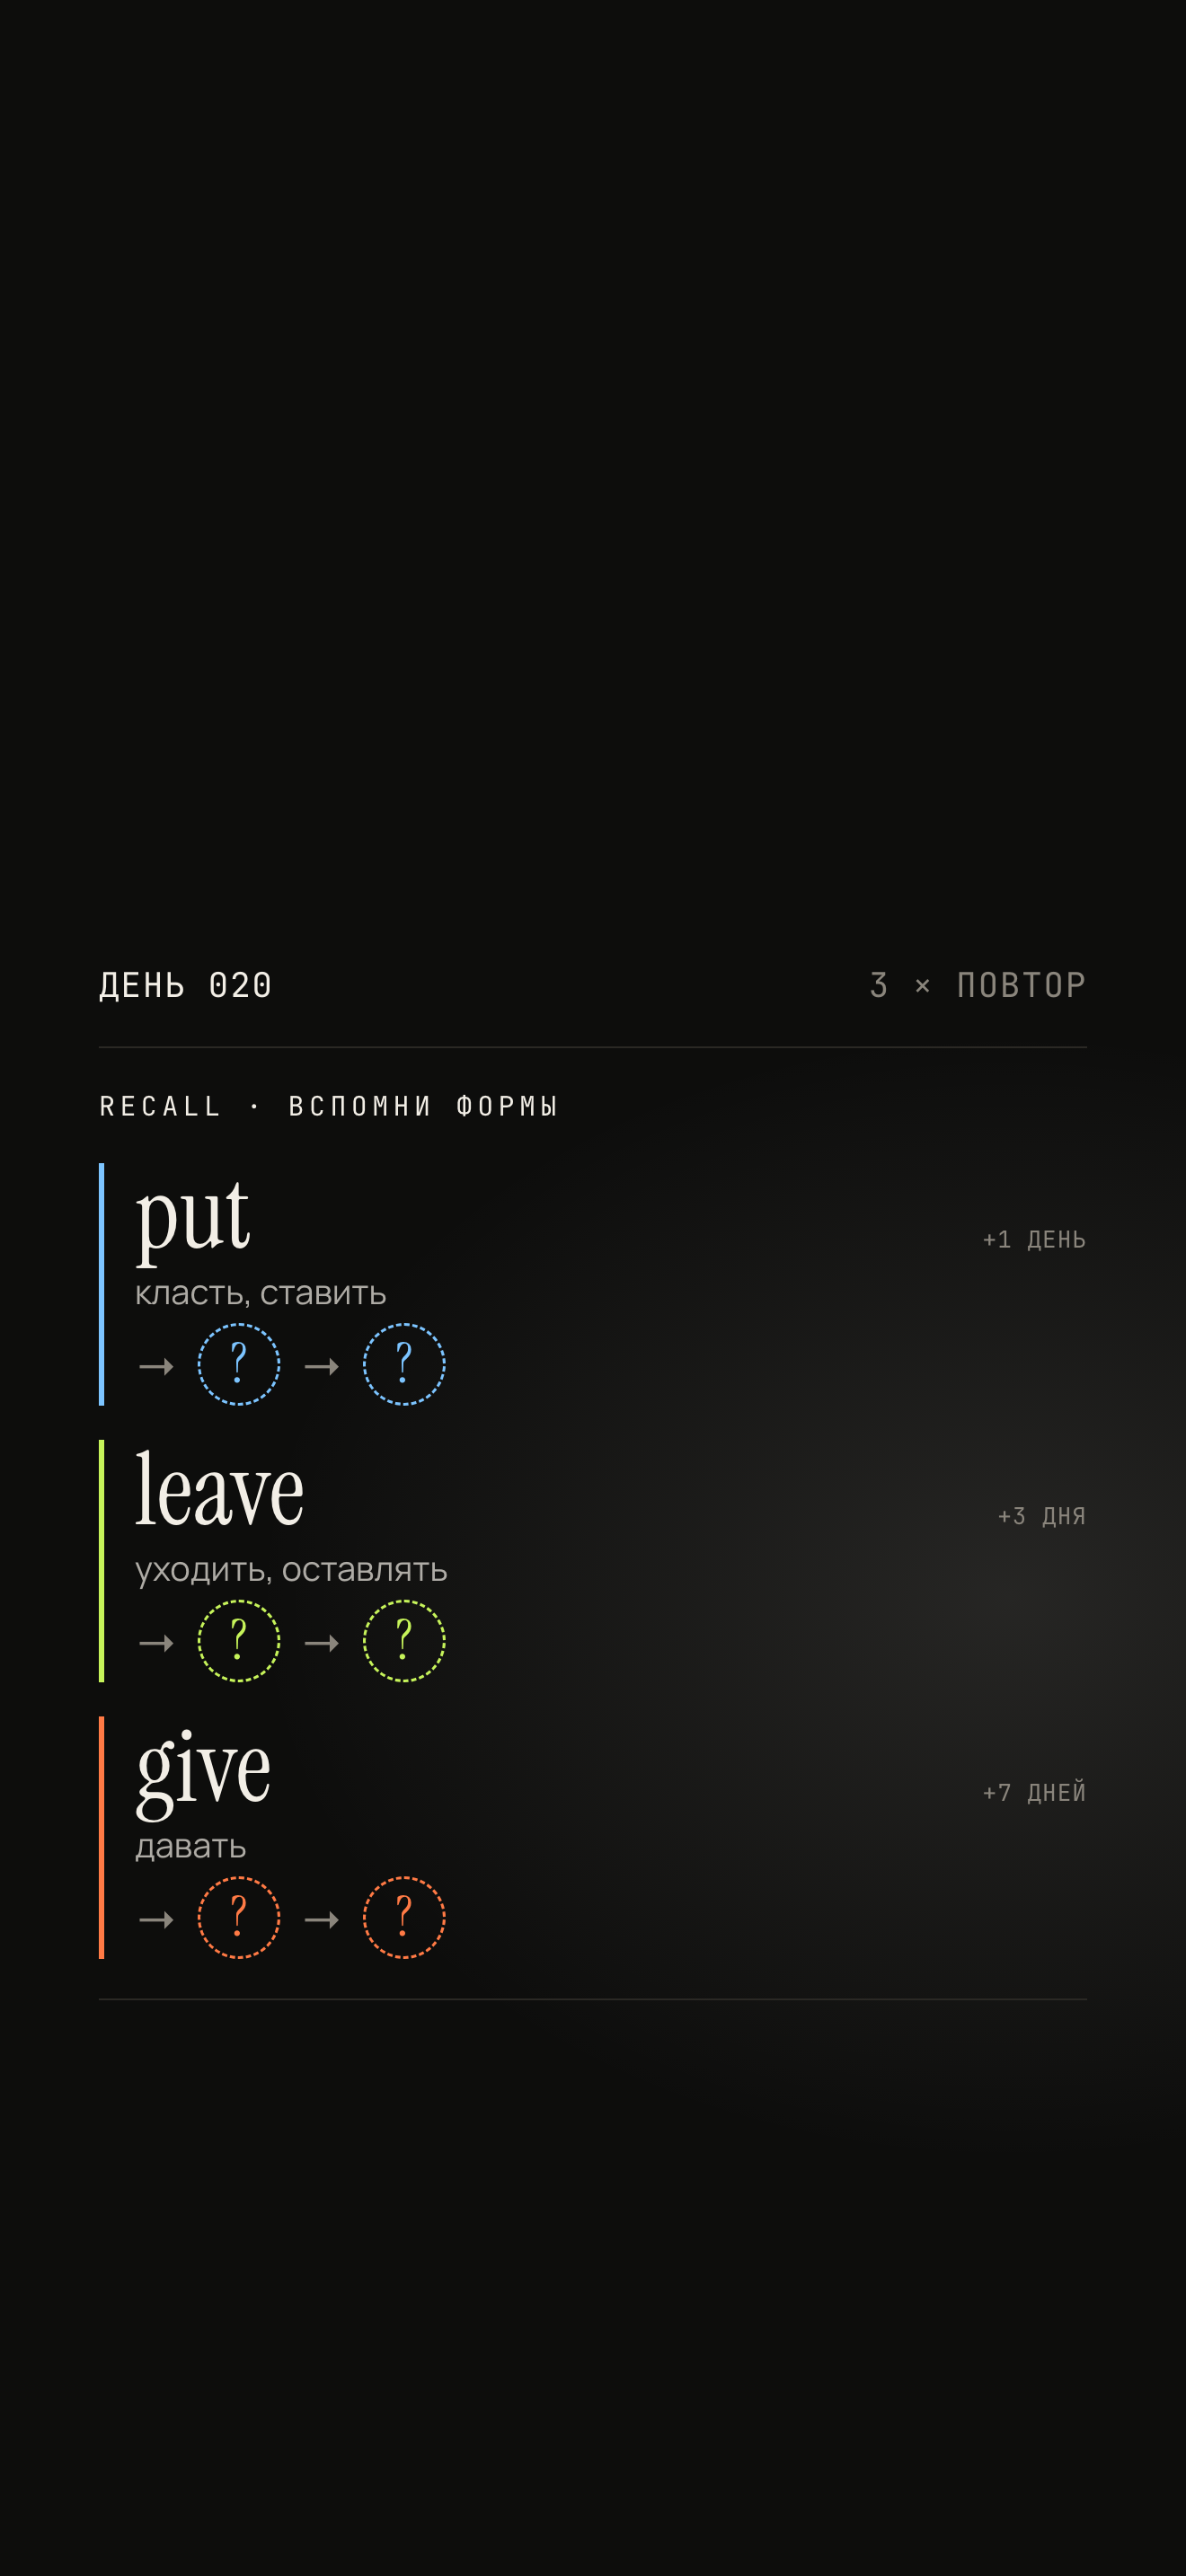 ДЕНЬ 020
3 × ПОВТОР
RECALL · ВСПОМНИ ФОРМЫ
put
+1 ДЕНЬ
класть, ставить
→ ? → ?
leave
+3 ДНЯ
уходить, оставлять
→ ? → ?
give
+7 ДНЕЙ
давать
→ ? → ?